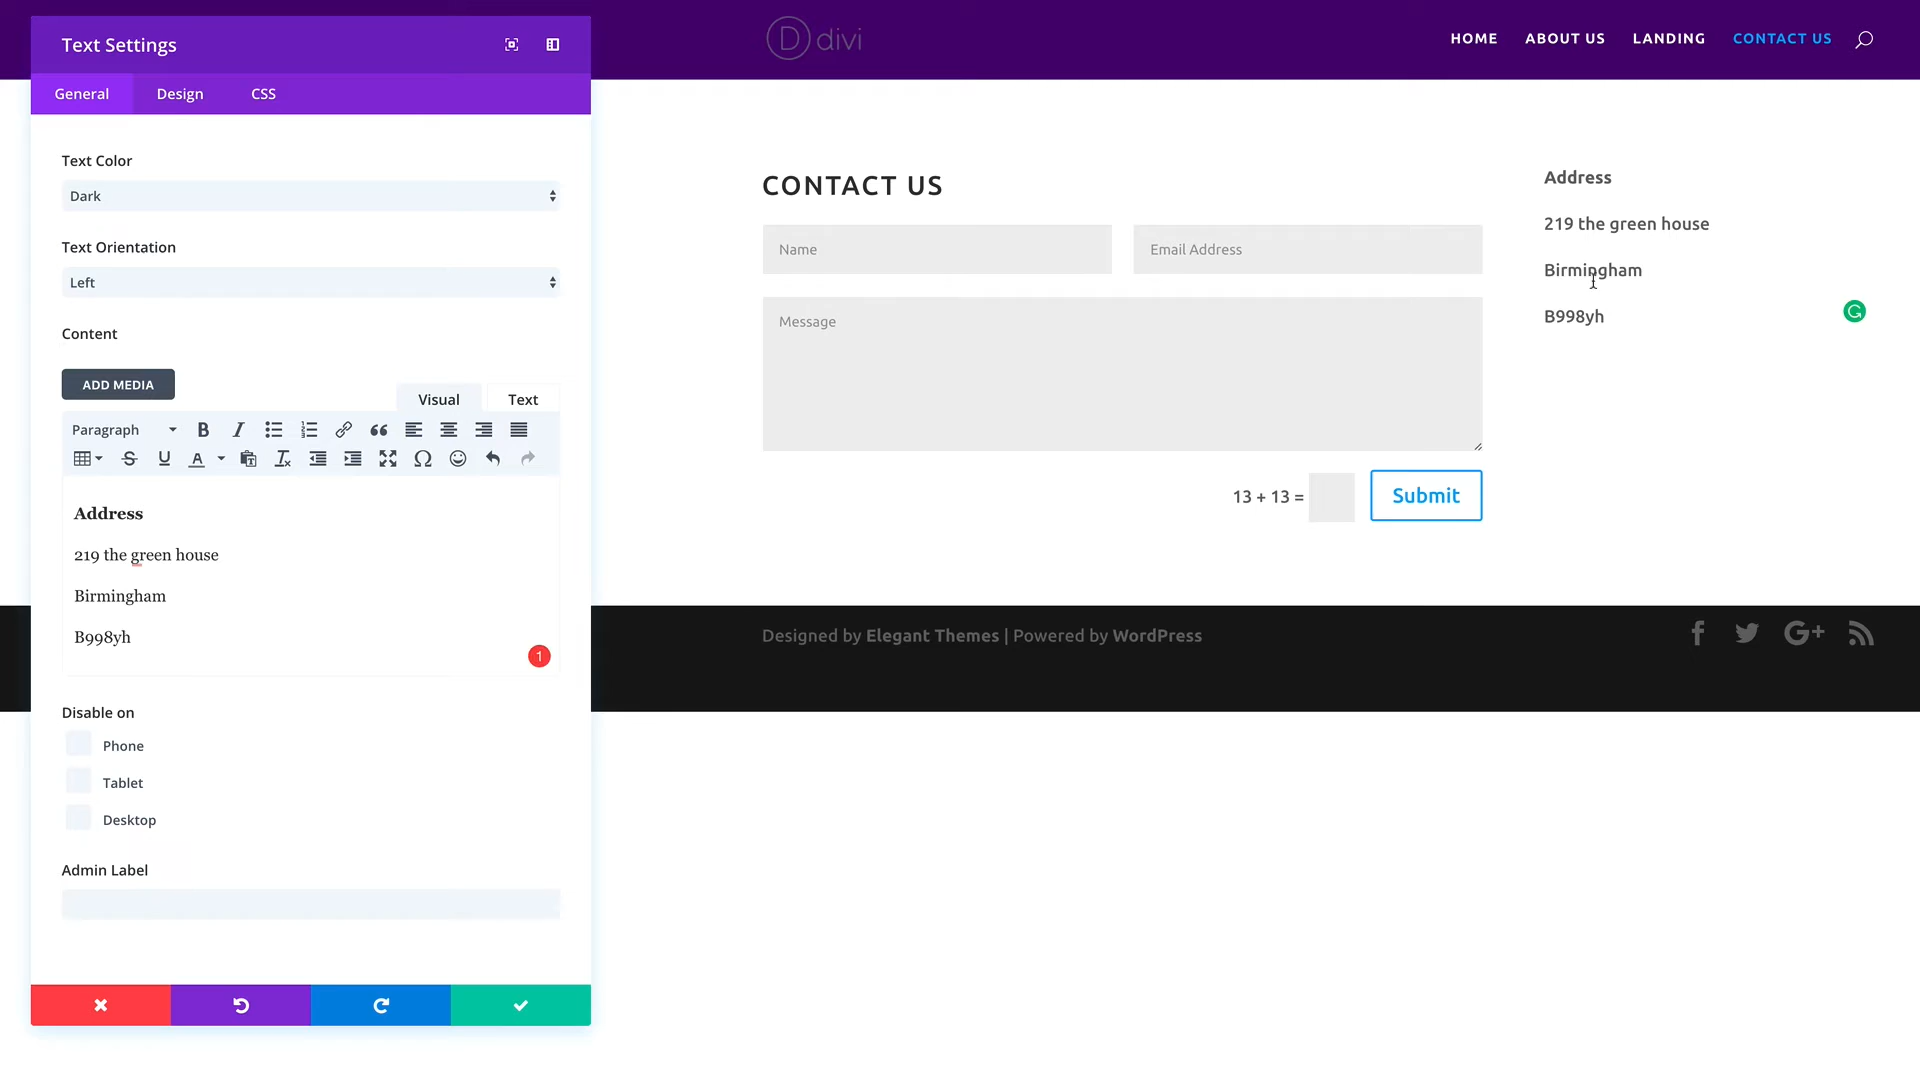 Text Settings
General Design CSS
Text Color
Dark
Text Orientation
Left
Content
ADD MEDIA
Visual Text
Paragraph
Address
219 the green house
Birmingham
B998yh
1
Disable on
Phone
Tablet
Desktop
Admin Label
D divi
HOME ABOUT US LANDING CONTACT US
CONTACT US
Name Email Address
Message
13 + 13 = Submit
Address
219 the green house
Birmingham
B998yh
Designed by Elegant Themes | Powered by WordPress